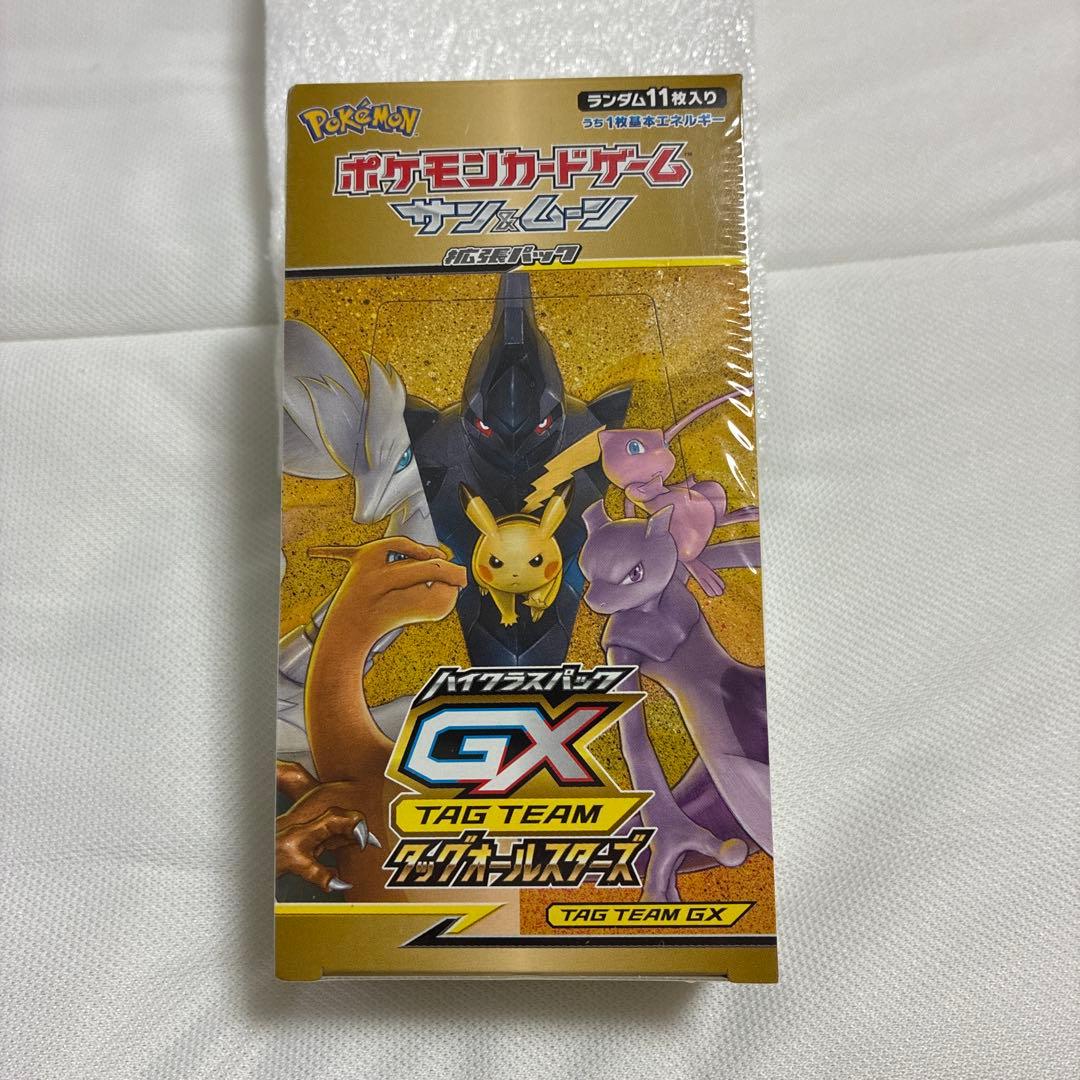 POKéMON
ランダム11枚入り
うち1枚基本エネルギー
ポケモンカードゲーム™
サン&ムーン
拡張パック
ハイクラスパック
GX
TAG TEAM
タッグオールスターズ
TAG TEAM GX